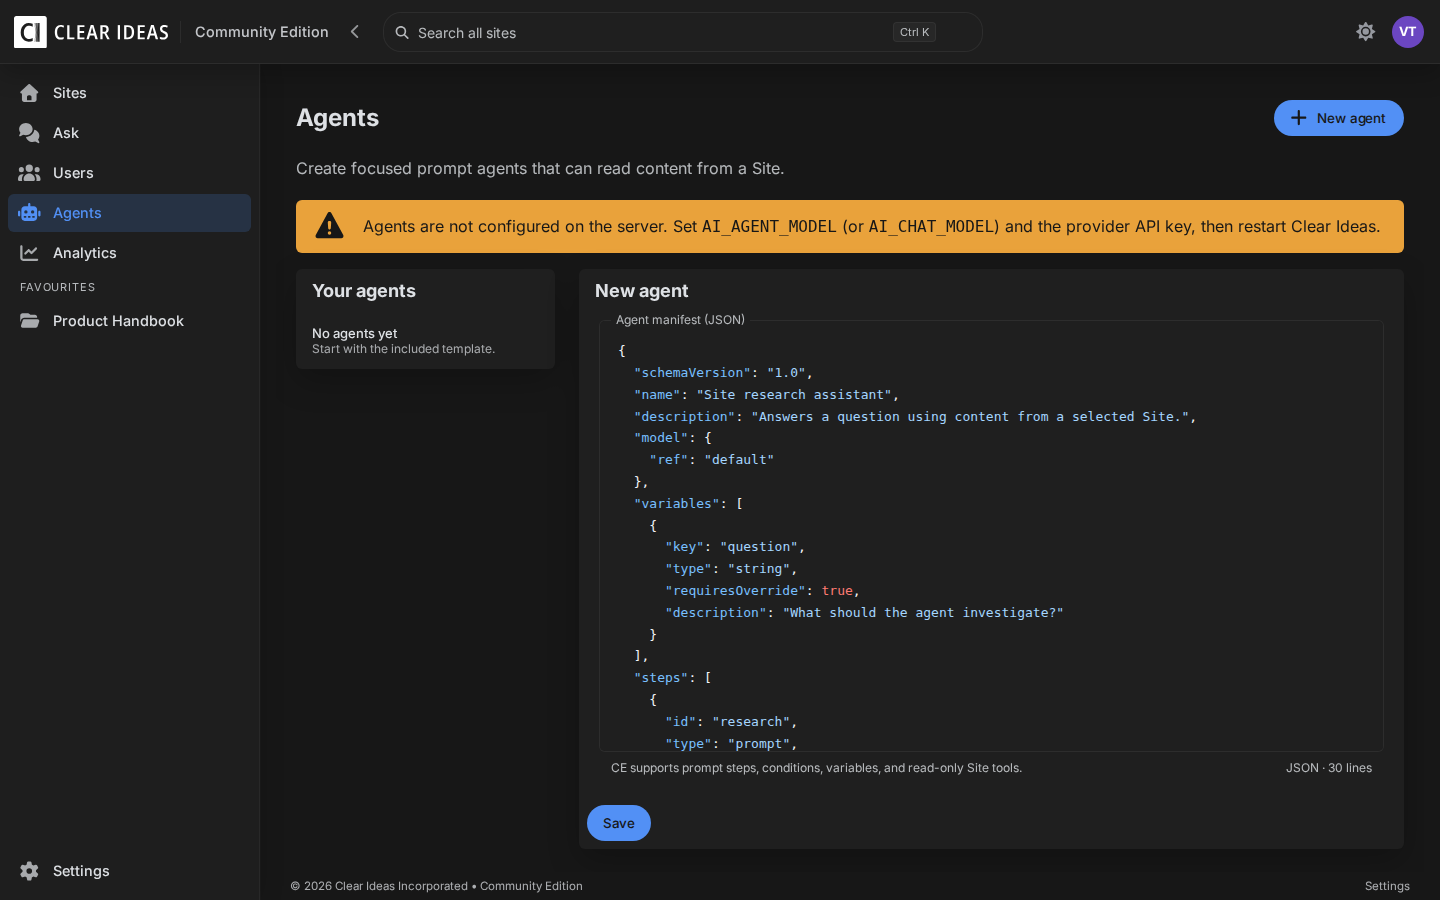 CI CLEAR IDEAS
Community Edition
Search all sites
Ctrl K
VT
Sites
Ask
Users
Agents
Analytics
FAVOURITES
Product Handbook
Settings
Agents
New agent
Create focused prompt agents that can read content from a Site.
Agents are not configured on the server. Set AI_AGENT_MODEL (or AI_CHAT_MODEL) and the provider API key, then restart Clear Ideas.
Your agents
No agents yet
Start with the included template.
New agent
Agent manifest (JSON)
{
  "schemaVersion": "1.0",
  "name": "Site research assistant",
  "description": "Answers a question using content from a selected Site.",
  "model": {
    "ref": "default"
  },
  "variables": [
    {
      "key": "question",
      "type": "string",
      "requiresOverride": true,
      "description": "What should the agent investigate?"
    }
  ],
  "steps": [
    {
      "id": "research",
      "type": "prompt",
CE supports prompt steps, conditions, variables, and read-only Site tools.
JSON · 30 lines
Save
© 2026 Clear Ideas Incorporated • Community Edition
Settings